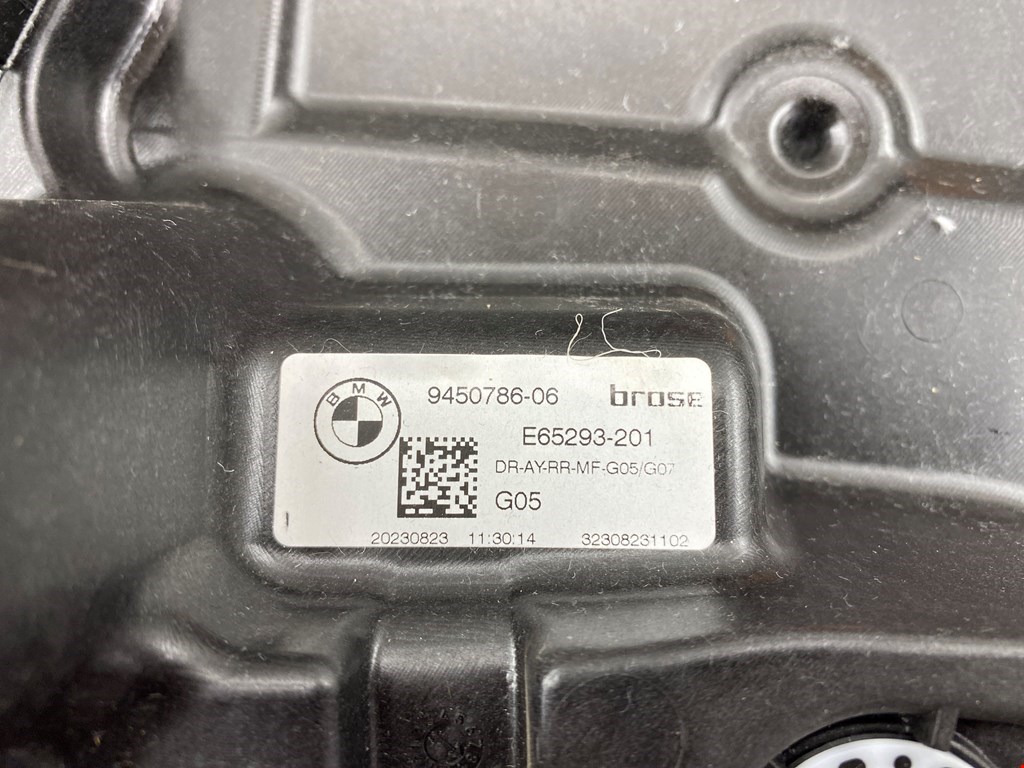 BMW
9450786-06 brose
E65293-201
DR-AY-RR-MF-G05/G07
G05
20230823 11:30:14 32308231102